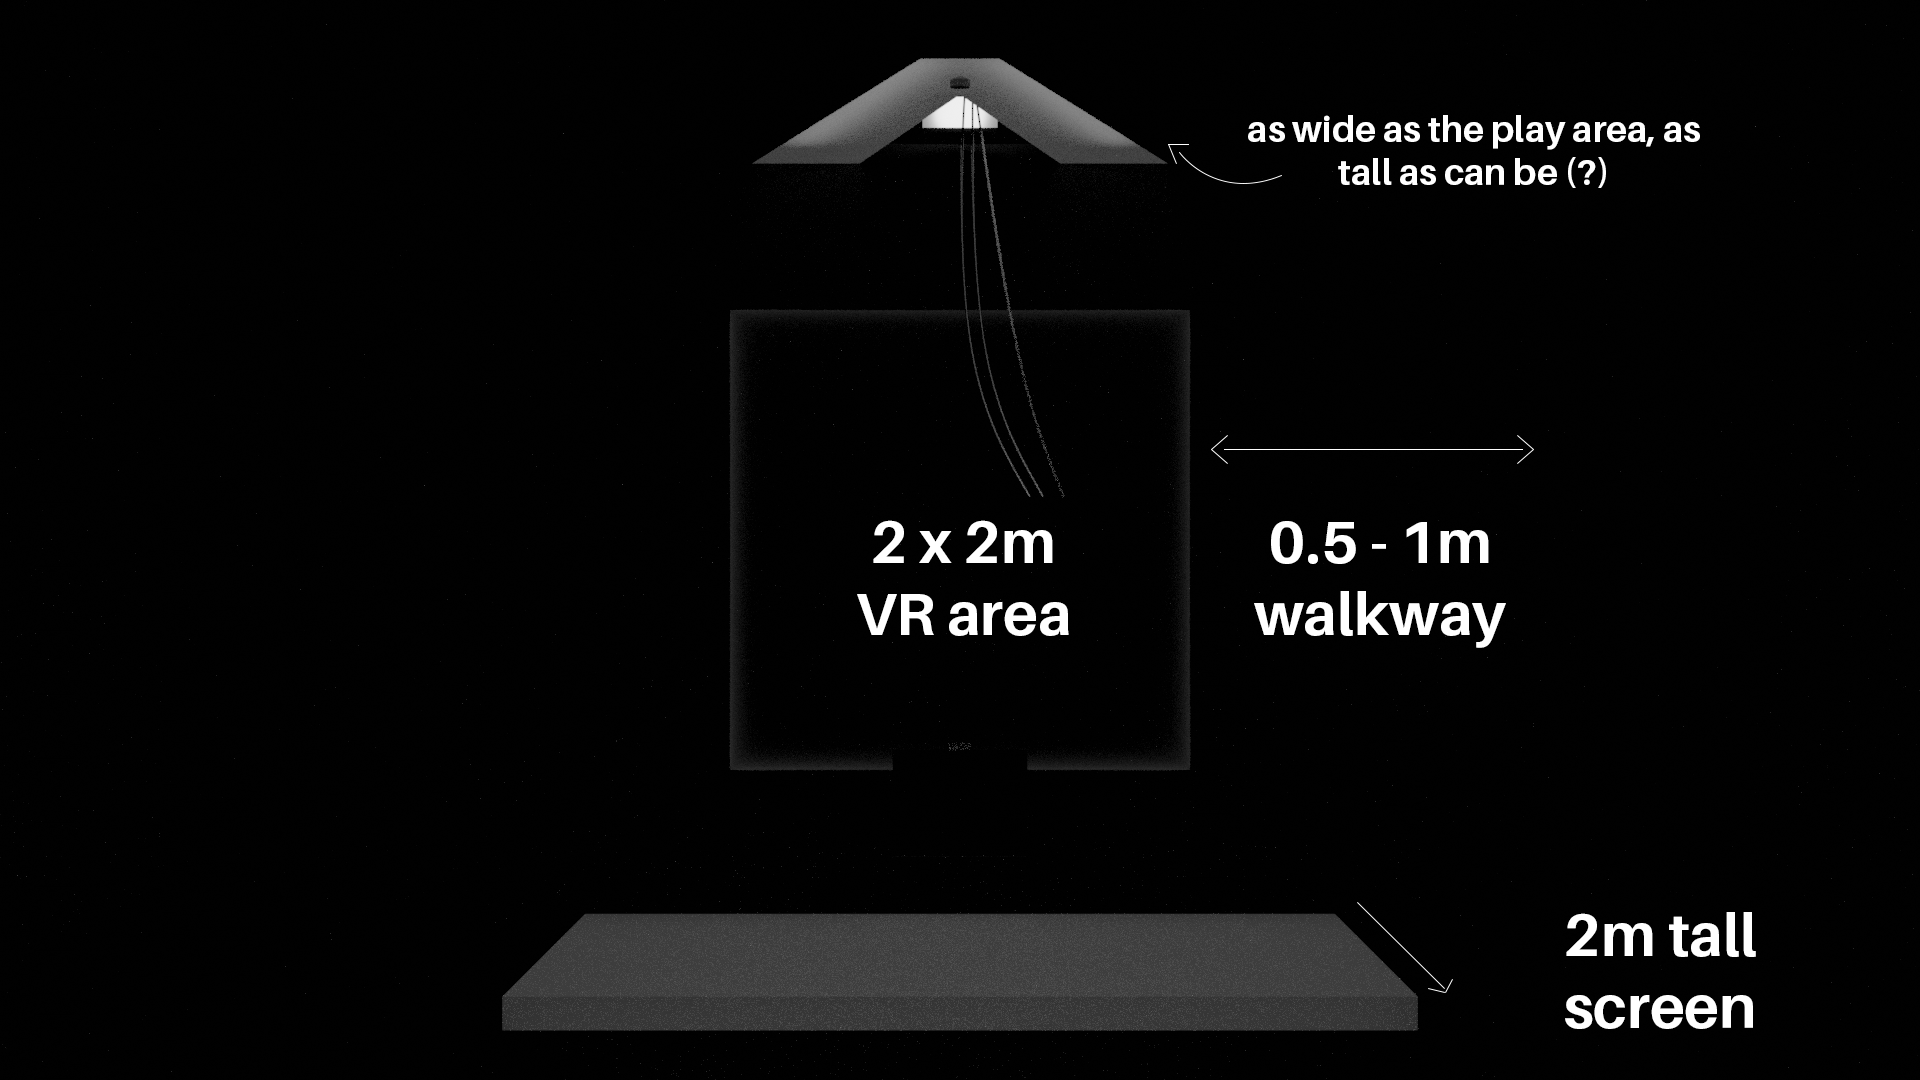 as wide as the play area, as
tall as can be (?)
2 x 2m
VR area
0.5 - 1m
walkway
2m tall
screen